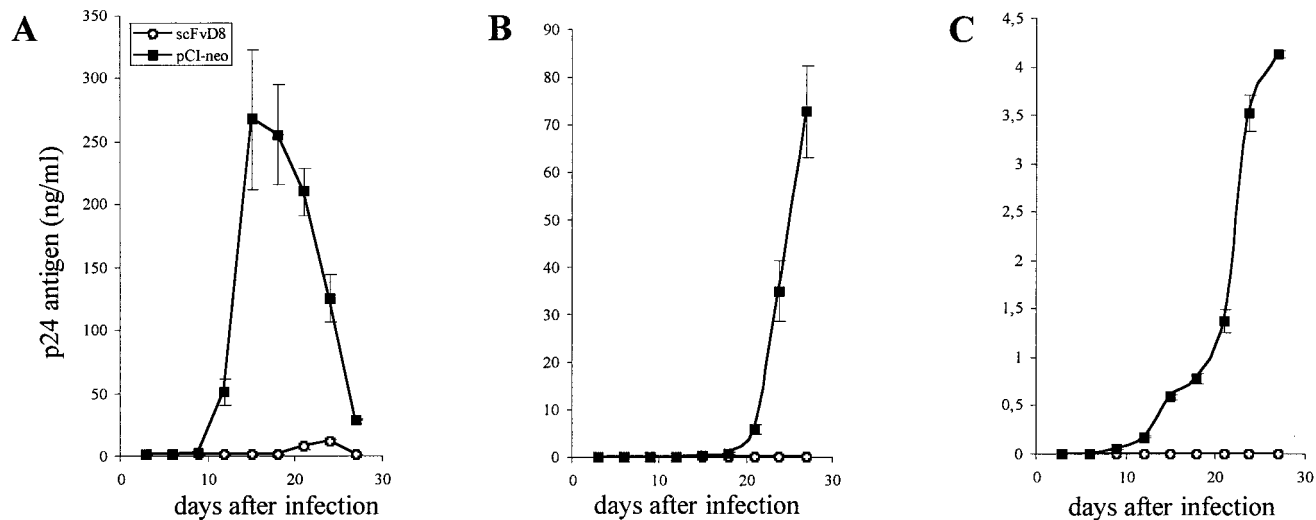 A
scFvD8
pCI-neo
p24 antigen (ng/ml)
350
300
250
200
150
100
50
0
0 10 20 30
days after infection
B
90
80
70
60
50
40
30
20
10
0
0 10 20 30
days after infection
C
4,5
4
3,5
3
2,5
2
1,5
1
0,5
0
0 10 20 30
days after infection